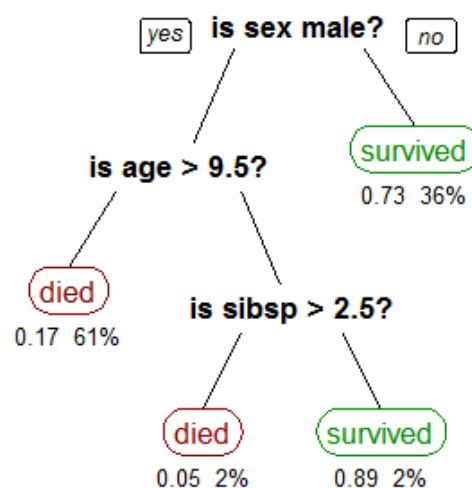 yes is sex male? no
is age > 9.5?
survived
0.73 36%
died
0.17 61%
is sibsp > 2.5?
died survived
0.05 2% 0.89 2%